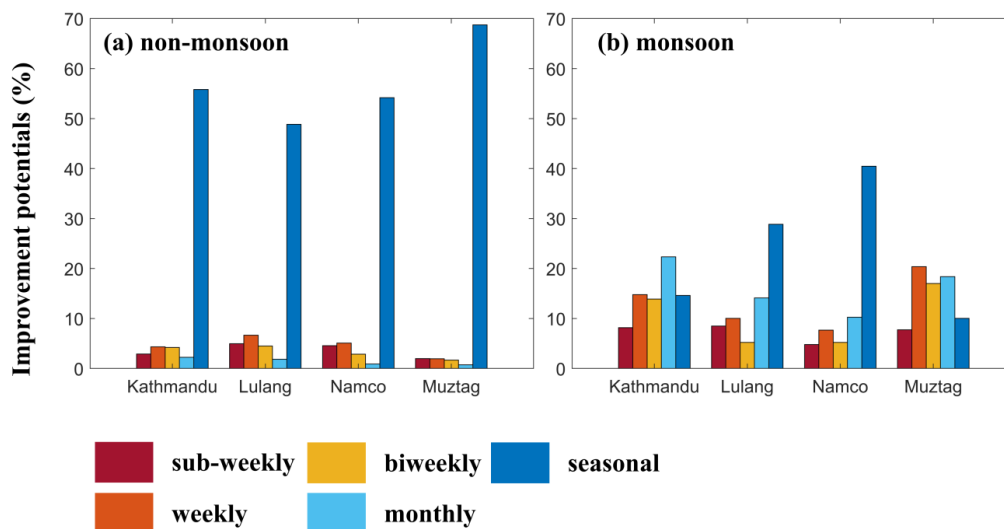 (a) non-monsoon
(b) monsoon
Improvement potentials (%)
70
60
50
40
30
20
10
0
Kathmandu Lulang Namco Muztag
70
60
50
40
30
20
10
0
Kathmandu Lulang Namco Muztag
sub-weekly biweekly seasonal
weekly monthly